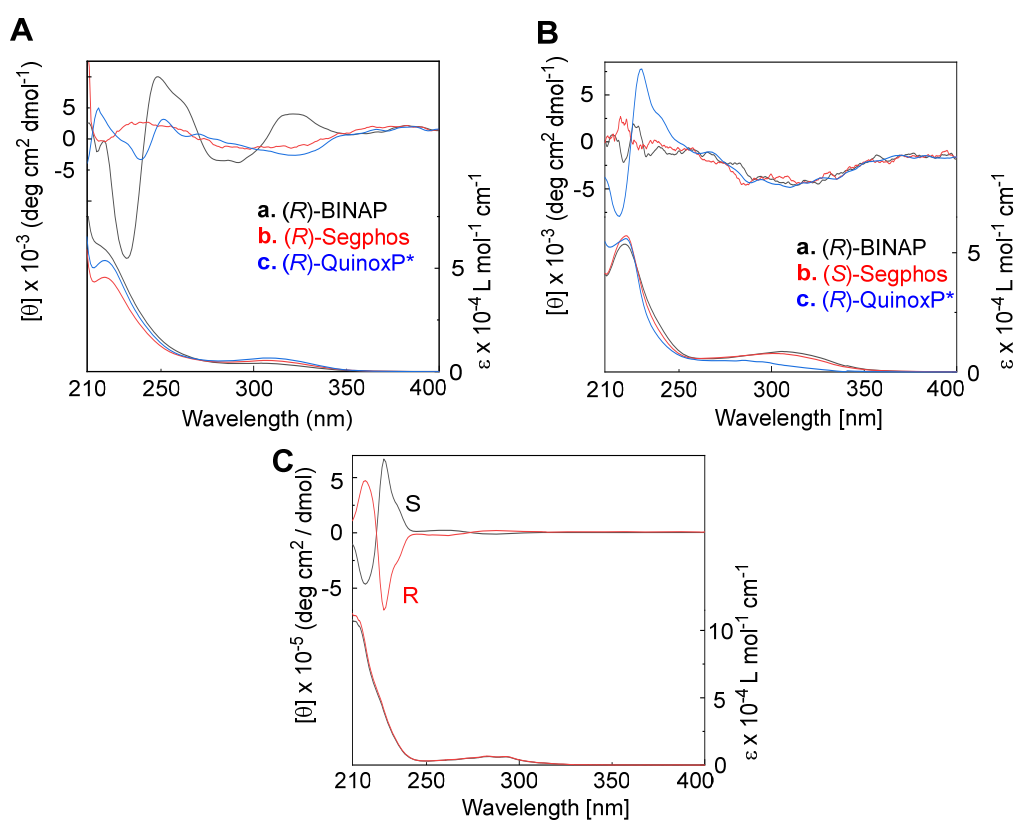 A
[θ] x 10-3 (deg cm2 dmol-1)
5
0
-5
a. (R)-BINAP
b. (R)-Segphos
c. (R)-QuinoxP*
5
0
ε x 10-4 L mol-1 cm-1
210 250 300 350 400
Wavelength (nm)
B
[θ] x 10-3 (deg cm2 dmol-1)
5
0
-5
a. (R)-BINAP
b. (S)-Segphos
c. (R)-QuinoxP*
5
0
ε x 10-4 L mol-1 cm-1
210 250 300 350 400
Wavelength [nm]
C
[θ] x 10-5 (deg cm2 / dmol)
5
0
-5
S
R
10
5
0
ε x 10-4 L mol-1 cm-1
210 250 300 350 400
Wavelength [nm]